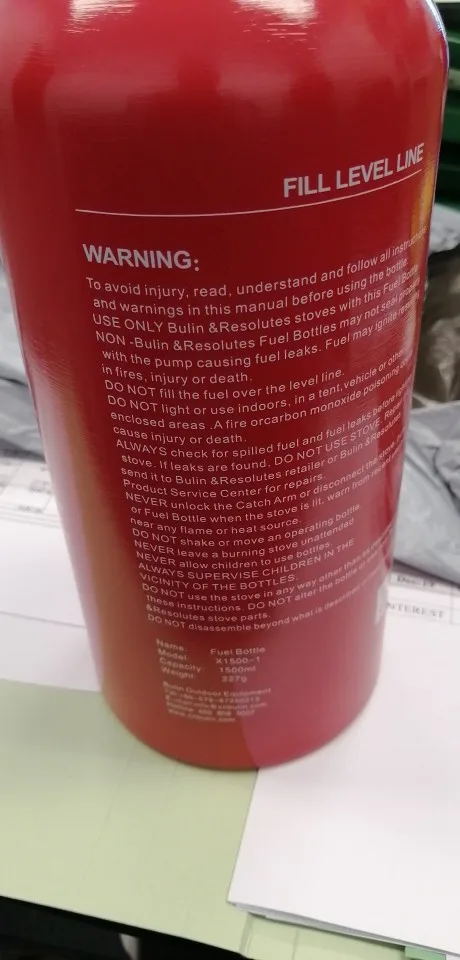 FILL LEVEL LINE
WARNING:
To avoid injury, read, understand and follow all
and warnings in this manual before using the bottle.
USE ONLY Bulin &Resolutes stoves with this Fuel Bottle
NON -Bulin &Resolutes Fuel Bottles may not seal properly
with the pump causing fuel leaks. Fuel may ignite
in fires, injury or death.
DO NOT fill the fuel over the level line.
DO NOT light or use indoors, in a tent,vehicle or other
enclosed areas .A fire orcarbon monoxide poisoning
cause injury or death.
ALWAYS check for spilled fuel and fuel leaks before
stove. If leaks are found, DO NOT USE STOVE.
send it to Bulin &Resolutes retailer or Bulin &Resolutes
Product Service Center for repairs.
NEVER unlock the Catch Arm or disconnect the stove
or Fuel Bottle when the stove is lit, warn from
near any flame or heat source.
DO NOT shake or move an operating bottle.
NEVER leave a burning stove unattended
NEVER allow children to use bottles.
ALWAYS SUPERVISE CHILDREN IN THE
VICINITY OF THE BOTTLES.
DO NOT use the stove in any way other than
these instructions. DO NOT alter the bottle or
&Resolutes stove parts.
DO NOT disassemble beyond what is described
Name: Fuel Bottle
Model: X1500-1
Capacity: 1500ml
Weight: 227g
Bulin Outdoor Equipment
INTEREST